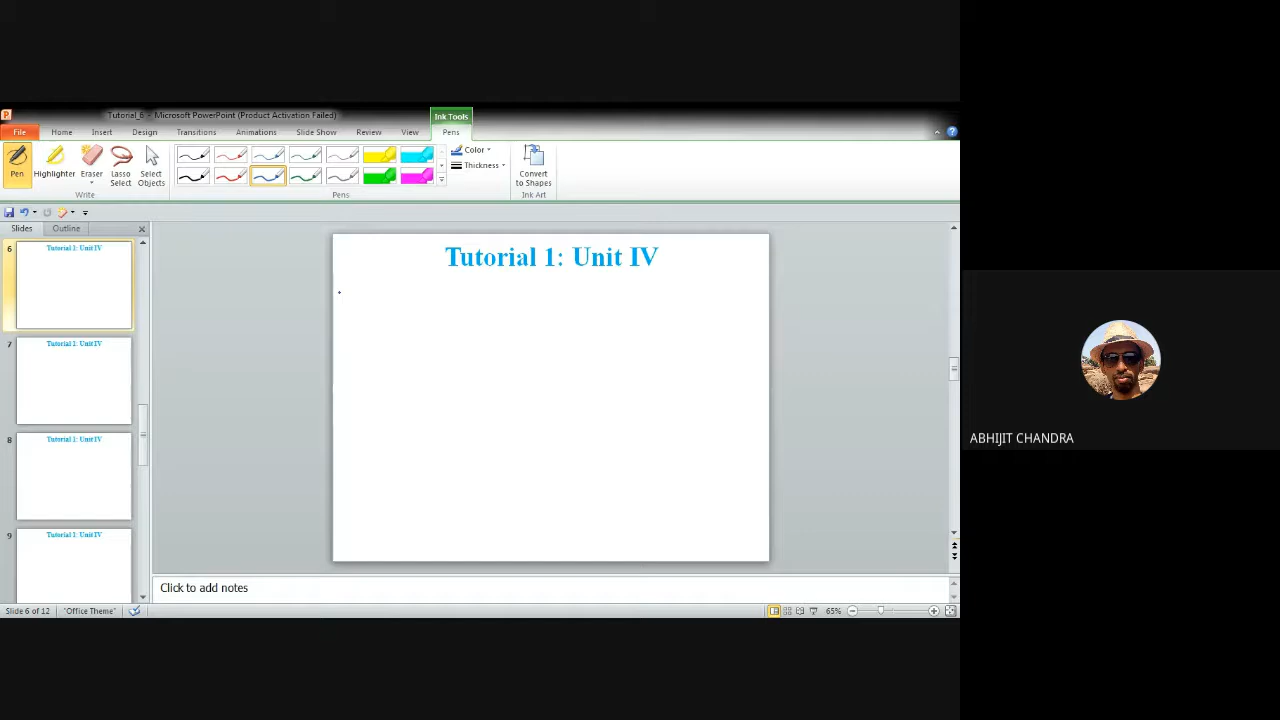 Tutorial_6 - Microsoft PowerPoint (Product Activation Failed)
Ink Tools
File Home Insert Design Transitions Animations Slide Show Review View Pens
Pen Highlighter Eraser Lasso Select Select Objects
Color
Thickness
Convert to Shapes
Write Pens Ink Art
Slides Outline
6 Tutorial 1: Unit IV
7 Tutorial 1: Unit IV
8 Tutorial 1: Unit IV
9 Tutorial 1: Unit IV
Tutorial 1: Unit IV
Click to add notes
Slide 6 of 12 "Office Theme" 65%
ABHIJIT CHANDRA